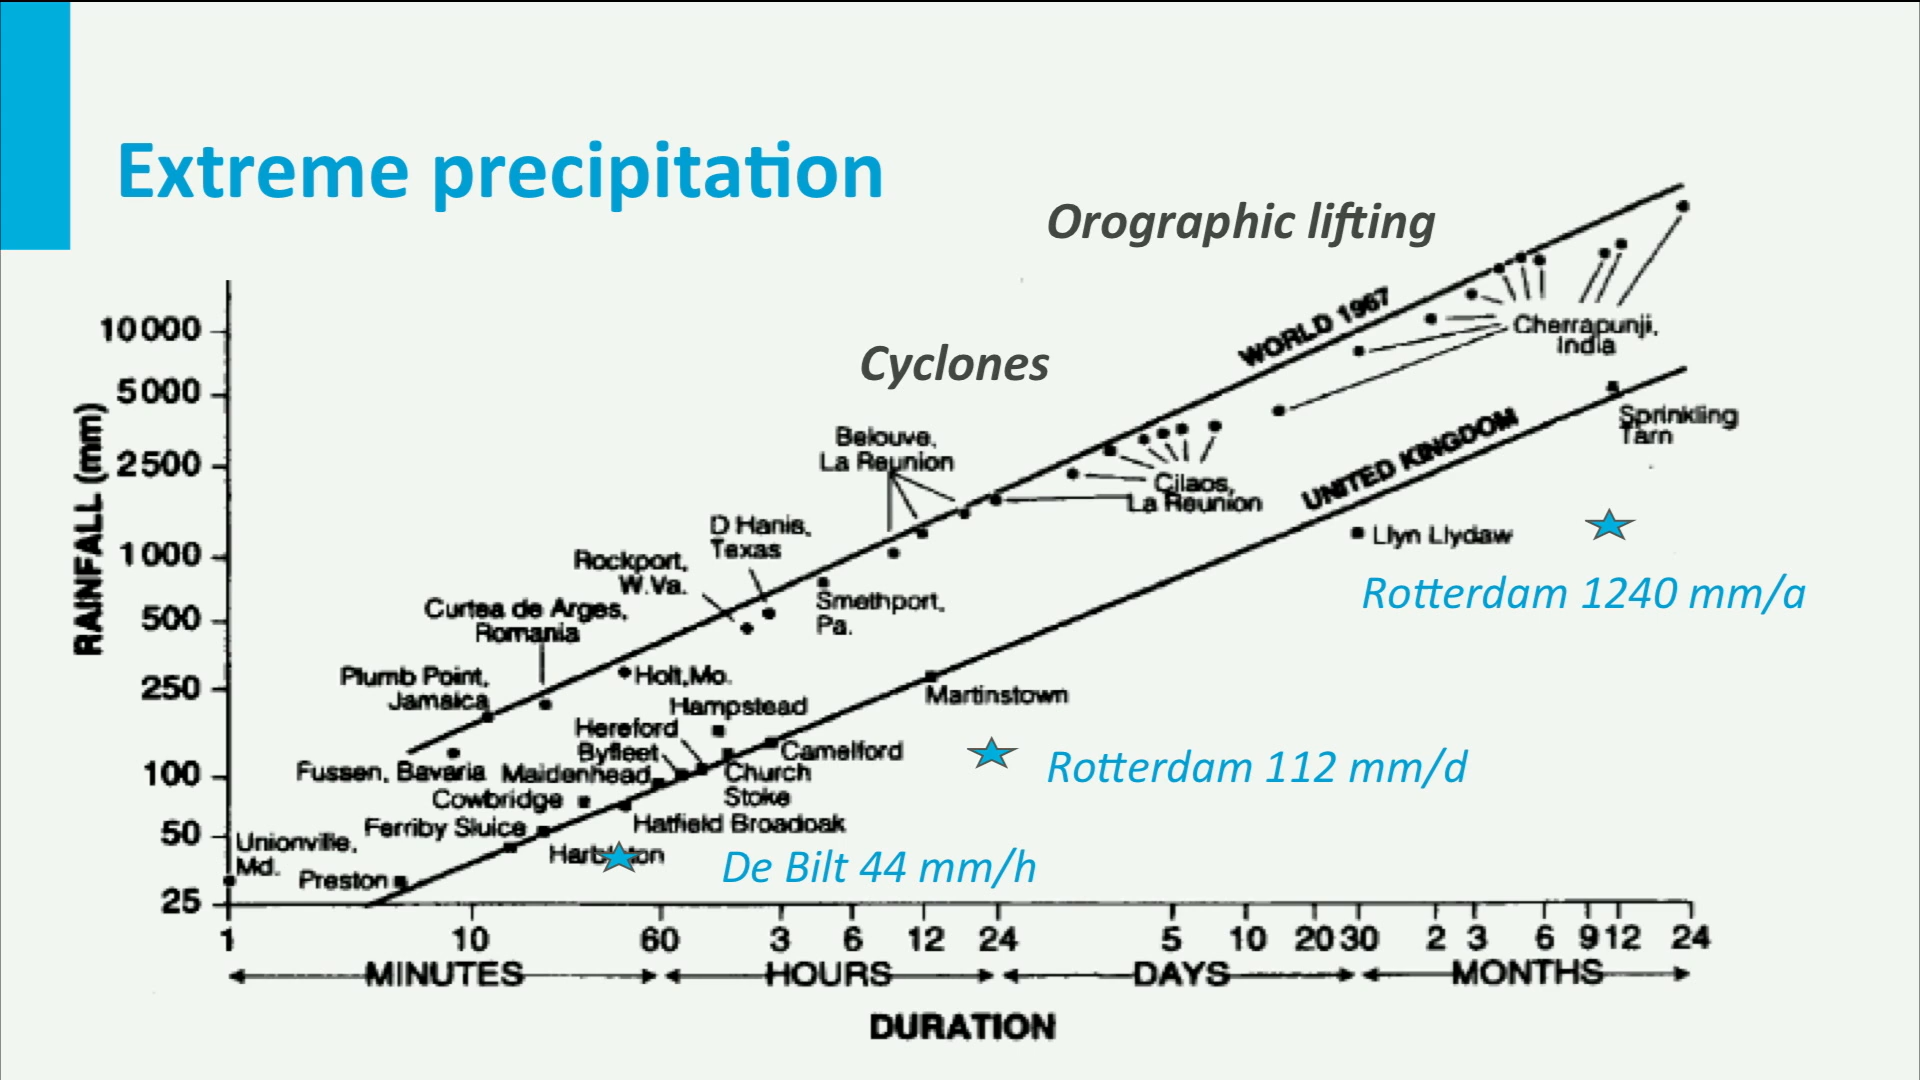 Extreme precipitation
Orographic lifting
Cyclones
WORLD 1967
UNITED KINGDOM
Cherrapunji,
India
Sprinkling
Tarn
Belouve,
La Reunion
Cilaos,
La Reunion
D Hanis,
Texas
Rockport,
W.Va.
Smethport,
Pa.
Llyn Llydaw
Rotterdam 1240 mm/a
Curtea de Arges,
Romania
Plumb Point,
Jamaica
Holt, Mo.
Hampstead
Martinstown
Hereford
Byfleet
Camelford
Rotterdam 112 mm/d
Fussen, Bavaria
Maidenhead
Church
Stoke
Cowbridge
Ferriby Sluice
Hatfield Broadoak
Unionville,
Md.
Preston
De Bilt 44 mm/h
RAINFALL (mm)
10 000
5000
2500
1 000
500
250
100
50
25
1 10 60 3 6 12 24 5 10 20 30 2 3 6 9 12 24
MINUTES HOURS DAYS MONTHS
DURATION